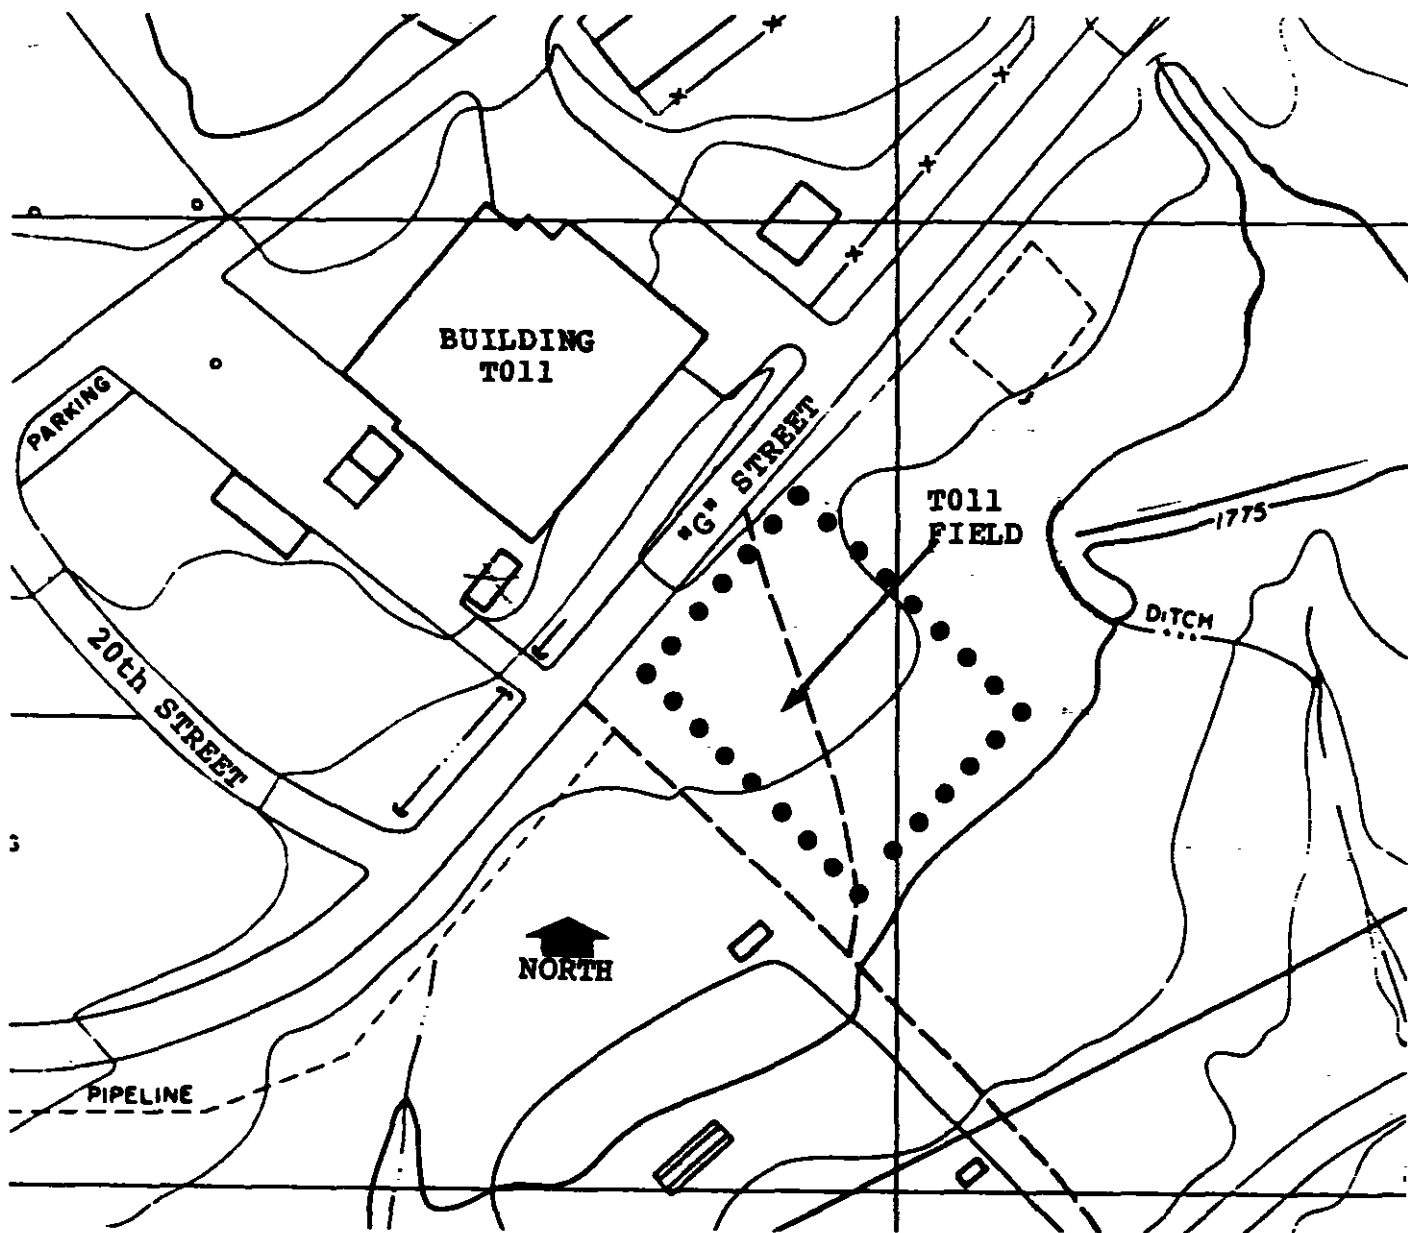 BUILDING
T011
PARKING
"G" STREET
T011
FIELD
1775
DITCH
20th STREET
NORTH
PIPELINE